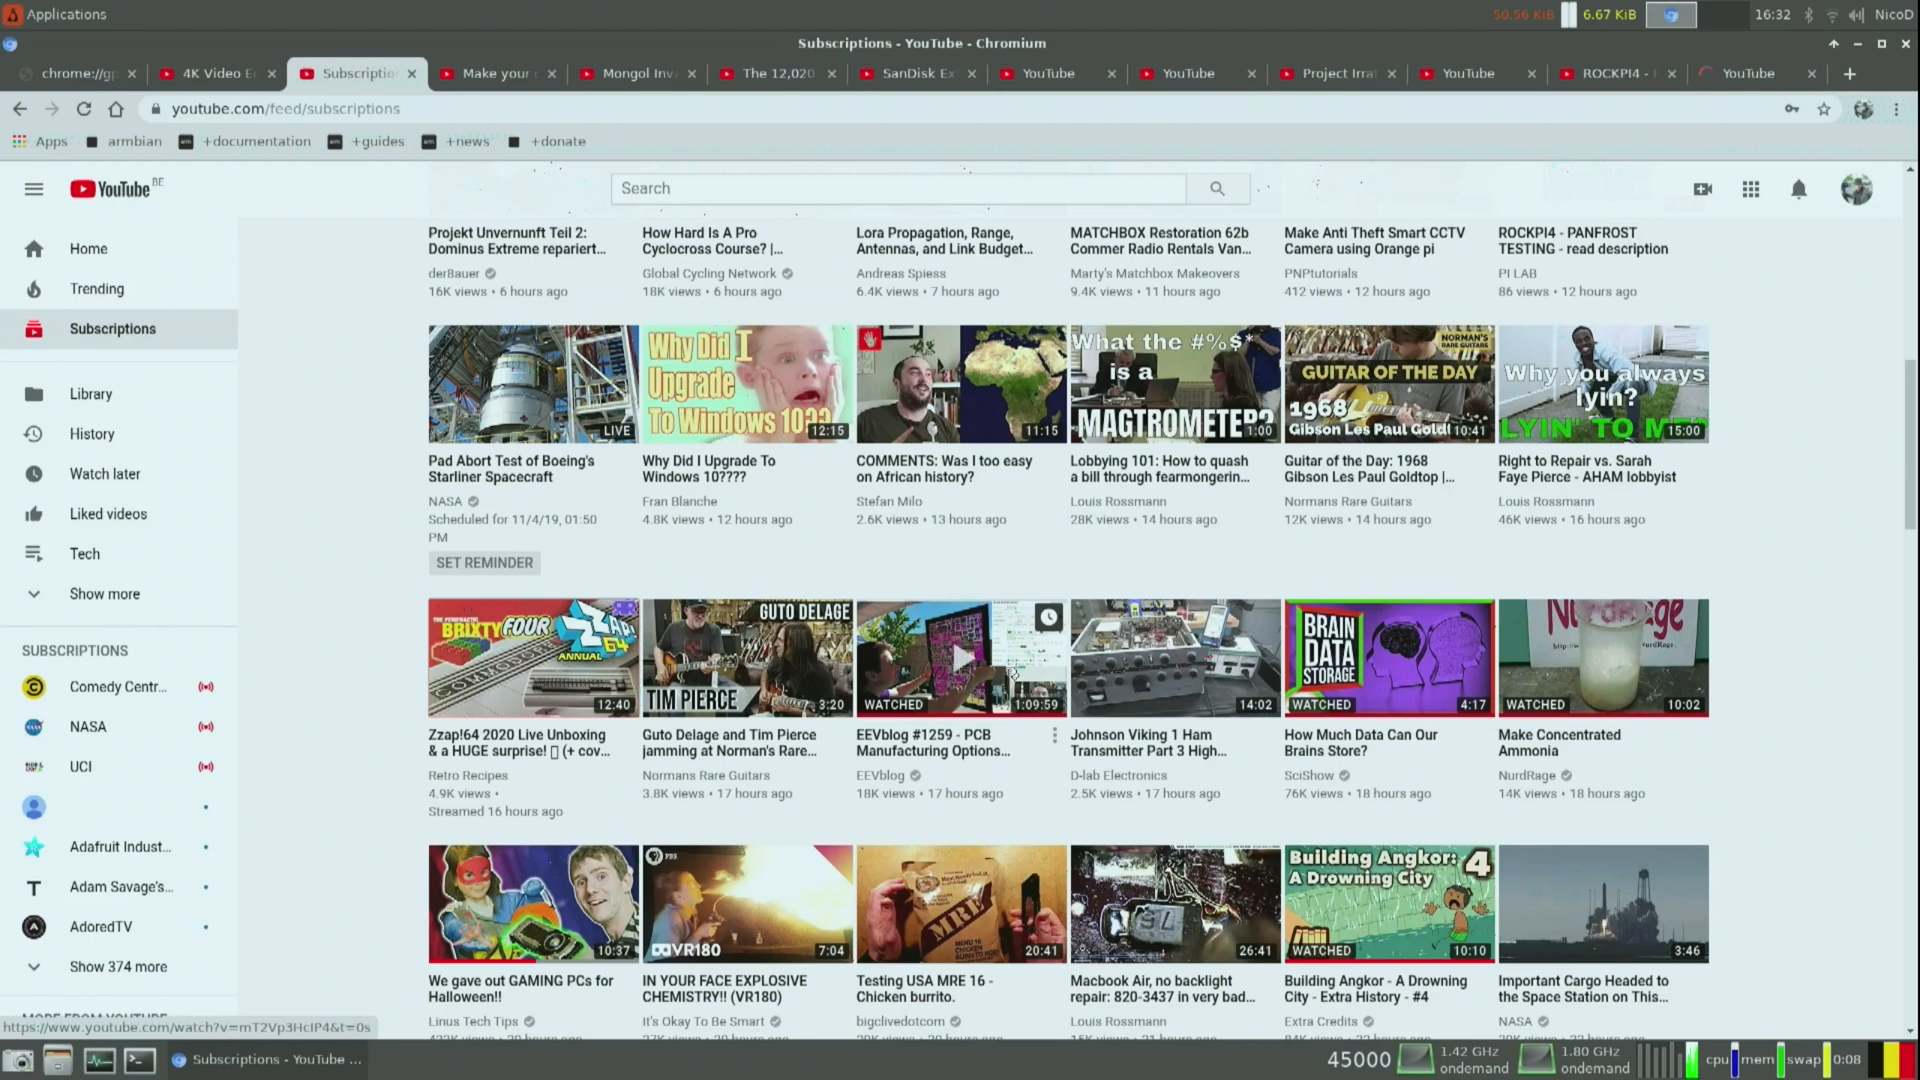 Applications
50.56 KiB
6.67 KiB
16:32
NicoD
Subscriptions - YouTube - Chromium
chrome://gp
4K Video E
Subscriptio
Make your
Mongol Inv
The 12,020
SanDisk Ex
YouTube
YouTube
Project Irra
YouTube
ROCKPI4 -
YouTube
youtube.com/feed/subscriptions
Apps
armbian
+documentation
+guides
+news
+donate
YouTube BE
Search
Home
Trending
Subscriptions
Library
History
Watch later
Liked videos
Tech
Show more
SUBSCRIPTIONS
Comedy Centr...
NASA
UCI
Adafruit Indust...
Adam Savage's...
AdoredTV
Show 374 more
MORE FROM YOUTUBE
Projekt Unvernunft Teil 2:
Dominus Extreme repariert...
der8auer
16K views • 6 hours ago
How Hard Is A Pro
Cyclocross Course? |...
Global Cycling Network
18K views • 6 hours ago
Lora Propagation, Range,
Antennas, and Link Budget...
Andreas Spiess
6.4K views • 7 hours ago
MATCHBOX Restoration 62b
Commer Radio Rentals Van...
Marty's Matchbox Makeovers
9.4K views • 11 hours ago
Make Anti Theft Smart CCTV
Camera using Orange pi
PNPtutorials
412 views • 12 hours ago
ROCKPI4 - PANFROST
TESTING - read description
PI LAB
86 views • 12 hours ago
LIVE
Pad Abort Test of Boeing's
Starliner Spacecraft
NASA
Scheduled for 11/4/19, 01:50
PM
SET REMINDER
Why Did I
Upgrade
To Windows 10??
12:15
Why Did I Upgrade To
Windows 10????
Fran Blanche
4.8K views • 12 hours ago
11:15
COMMENTS: Was I too easy
on African history?
Stefan Milo
2.6K views • 13 hours ago
What the #%$*
is a
MAGTROMETER?
1:00
Lobbying 101: How to quash
a bill through fearmongerin...
Louis Rossmann
28K views • 14 hours ago
NORMAN'S
RARE GUITARS
GUITAR OF THE DAY
1968
Gibson Les Paul Gold
10:41
Guitar of the Day: 1968
Gibson Les Paul Goldtop |...
Normans Rare Guitars
12K views • 14 hours ago
Why you always
lyin?
LYIN' TO ME?
15:00
Right to Repair vs. Sarah
Faye Pierce - AHAM lobbyist
Louis Rossmann
46K views • 16 hours ago
BRIXTY FOUR
ZZAP!
64
ANNUAL
COMMODORE
12:40
Zzap!64 2020 Live Unboxing
& a HUGE surprise! ▯ (+ cov...
Retro Recipes
4.9K views •
Streamed 16 hours ago
GUTO DELAGE
TIM PIERCE
3:20
Guto Delage and Tim Pierce
jamming at Norman's Rare...
Normans Rare Guitars
3.8K views • 17 hours ago
WATCHED
1:09:59
EEVblog #1259 - PCB
Manufacturing Options...
EEVblog
18K views • 17 hours ago
14:02
Johnson Viking 1 Ham
Transmitter Part 3 High...
D-lab Electronics
2.5K views • 17 hours ago
BRAIN
DATA
STORAGE
WATCHED
4:17
How Much Data Can Our
Brains Store?
SciShow
76K views • 18 hours ago
NurdRage
WATCHED
10:02
Make Concentrated
Ammonia
NurdRage
14K views • 18 hours ago
10:37
We gave out GAMING PCs for
Halloween!!
Linus Tech Tips
PBS
VR180
7:04
IN YOUR FACE EXPLOSIVE
CHEMISTRY!! (VR180)
It's Okay To Be Smart
MRE
20:41
Testing USA MRE 16 -
Chicken burrito.
bigclivedotcom
26:41
Macbook Air, no backlight
repair: 820-3437 in very bad...
Louis Rossmann
Building Angkor: 4
A Drowning City
WATCHED
10:10
Building Angkor - A Drowning
City - Extra History - #4
Extra Credits
3:46
Important Cargo Headed to
the Space Station on This...
NASA
https://www.youtube.com/watch?v=mT2Vp3HcIP4&t=0s
Subscriptions - YouTube ...
45000
1.42 GHz
ondemand
1.80 GHz
ondemand
cpu
mem
swap
0:08